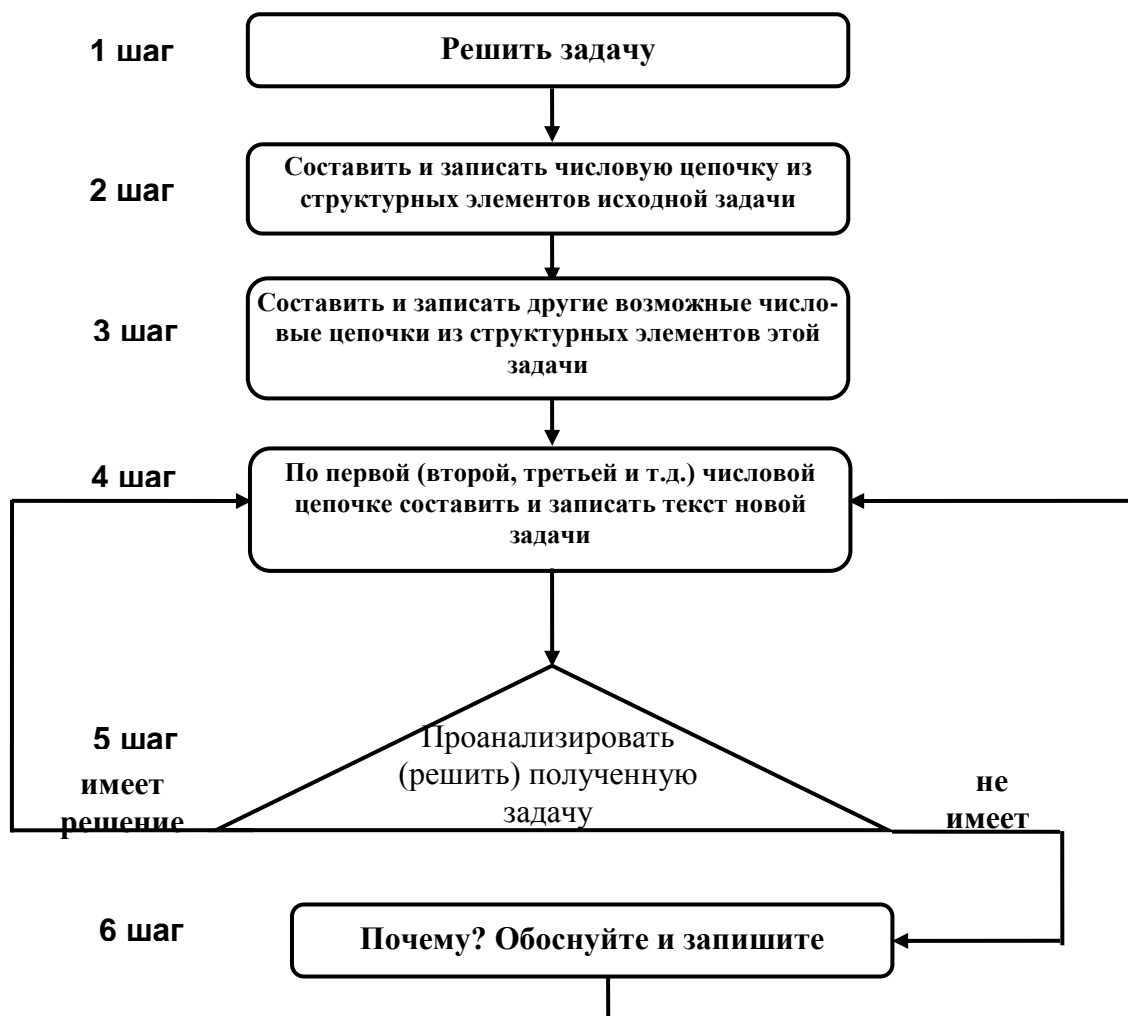 1 шаг
Решить задачу
2 шаг
Составить и записать числовую цепочку из
структурных элементов исходной задачи
3 шаг
Составить и записать другие возможные число-
вые цепочки из структурных элементов этой
задачи
4 шаг
По первой (второй, третьей и т.д.) числовой
цепочке составить и записать текст новой
задачи
5 шаг
имеет
решение
Проанализировать
(решить) полученную
задачу
не
имеет
6 шаг
Почему? Обоснуйте и запишите